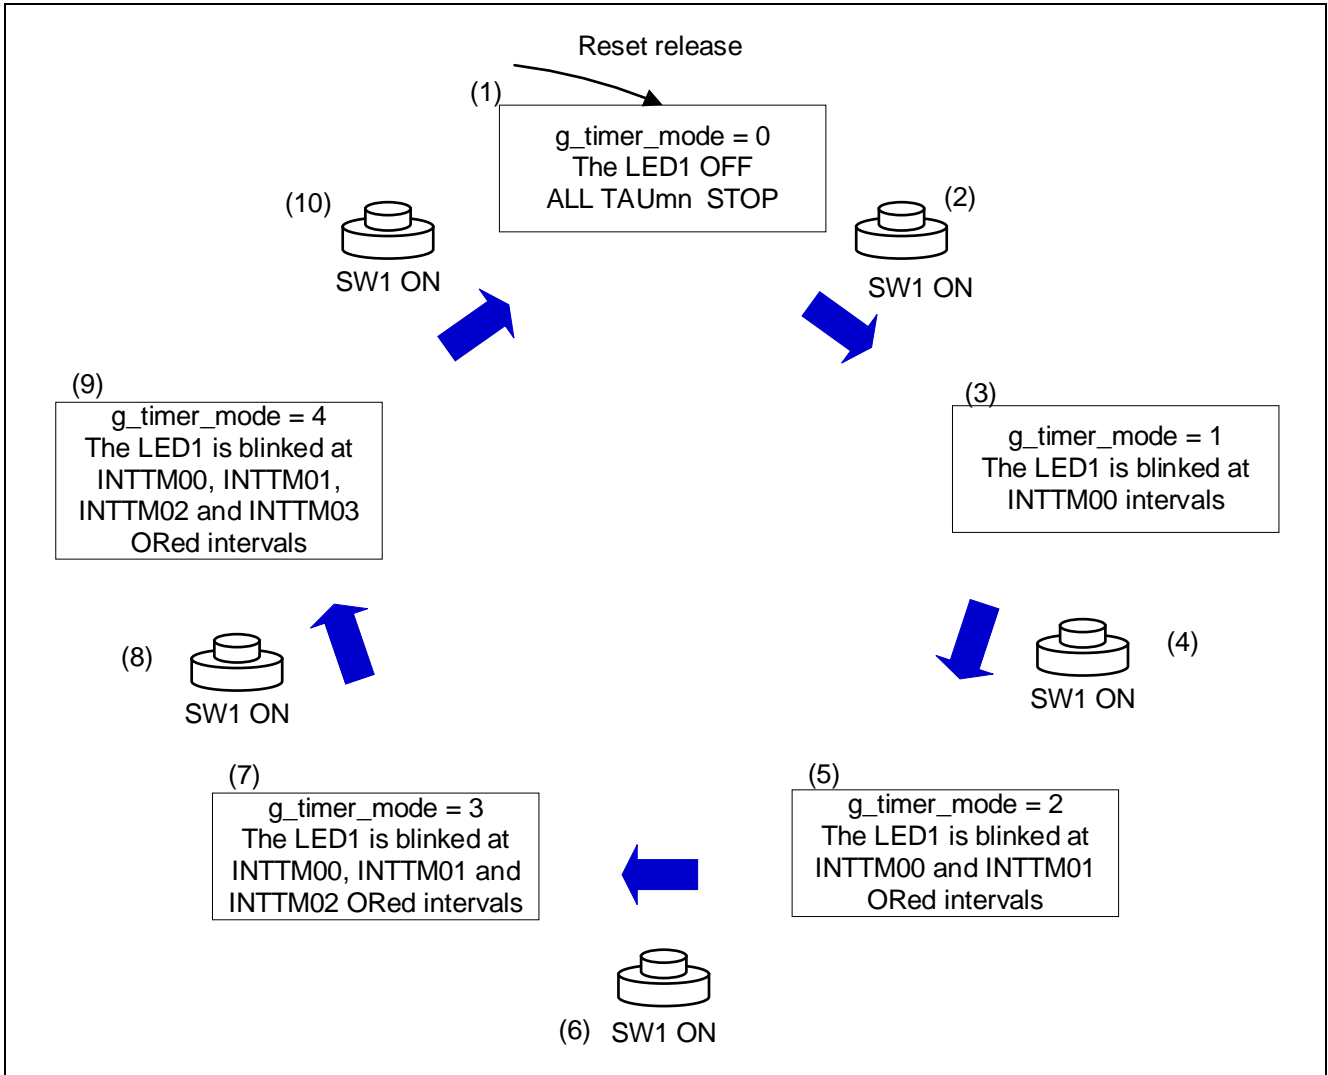 Reset release
(1)
g_timer_mode = 0
The LED1 OFF
ALL TAUmn  STOP
(2)
SW1 ON
(3)
g_timer_mode = 1
The LED1 is blinked at
INTTM00 intervals
(4)
SW1 ON
(5)
g_timer_mode = 2
The LED1 is blinked at
INTTM00 and INTTM01
ORed intervals
(6)
SW1 ON
(7)
g_timer_mode = 3
The LED1 is blinked at
INTTM00, INTTM01 and
INTTM02 ORed intervals
(8)
SW1 ON
(9)
g_timer_mode = 4
The LED1 is blinked at
INTTM00, INTTM01,
INTTM02 and INTTM03
ORed intervals
(10)
SW1 ON